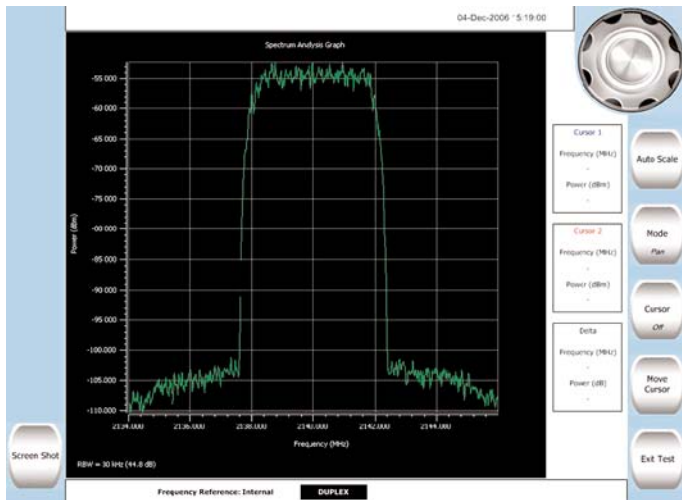 04-Dec-2006 15:19:00
Spectrum Analysis Graph
-55.000
-60.000
-65.000
-70.000
-75.000
-80.000
-85.000
-90.000
-95.000
-100.000
-105.000
-110.000
Power (dBm)
2134.000
2136.000
2138.000
2140.000
2142.000
2144.000
Frequency (MHz)
RBW = 30 kHz (44.8 dB)
Cursor 1
Frequency (MHz)
-
Power (dBm)
-
Cursor 2
Frequency (MHz)
-
Power (dBm)
-
Delta
Frequency (MHz)
-
Power (dB)
-
Auto Scale
Mode
Pan
Cursor
Off
Move
Cursor
Exit Test
Screen Shot
Frequency Reference: Internal
DUPLEX